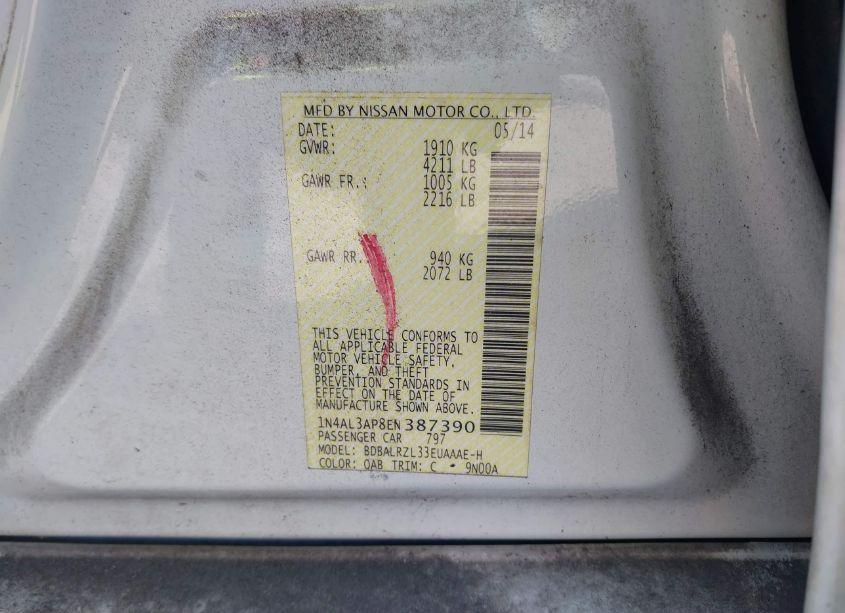 MFD BY NISSAN MOTOR CO., LTD.
DATE: 05/14
GVWR: 1910 KG
4211 LB
GAWR FR.: 1005 KG
2216 LB
GAWR RR.: 940 KG
2072 LB
THIS VEHICLE CONFORMS TO
ALL APPLICABLE FEDERAL
MOTOR VEHICLE SAFETY,
BUMPER, AND THEFT
PREVENTION STANDARDS IN
EFFECT ON THE DATE OF
MANUFACTURE SHOWN ABOVE.
1N4AL3AP8EN387390
PASSENGER CAR 797
MODEL: BDBALRZL33EUAAAE-H
COLOR: QAB TRIM: C * 9N00A